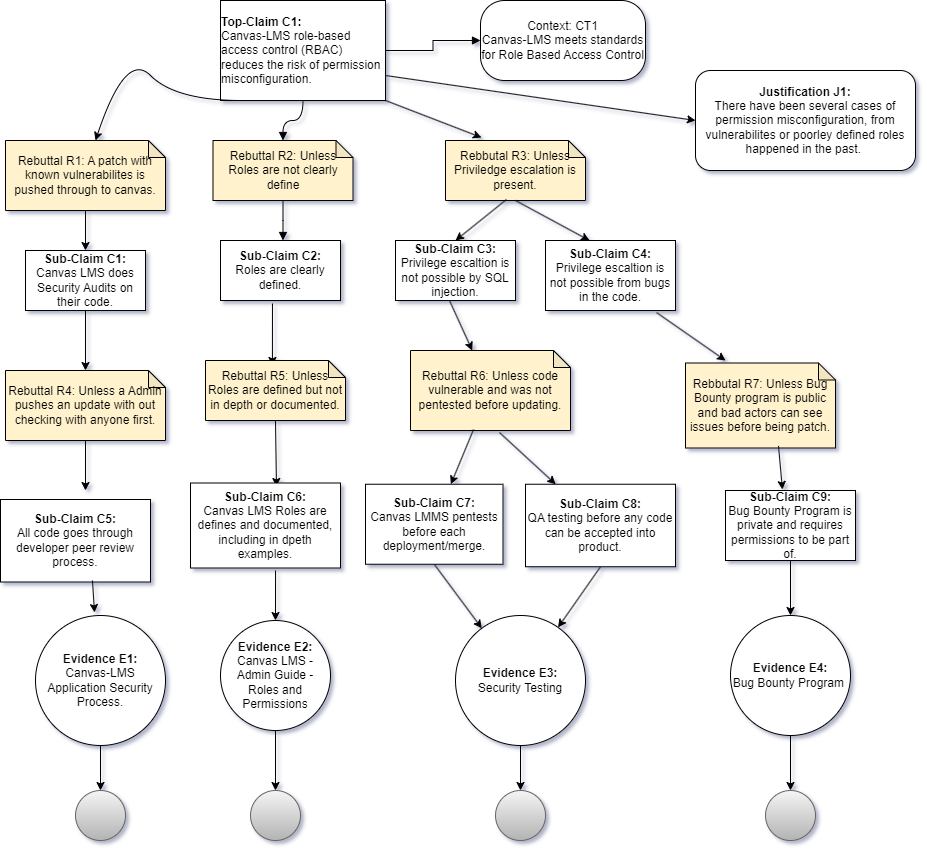 Top-Claim C1:
Canvas-LMS role-based
access control (RBAC)
reduces the risk of permission
misconfiguration.
Context: CT1
Canvas-LMS meets standards
for Role Based Access Control
Justification J1:
There have been several cases of
permission misconfiguration, from
vulnerabilites or poorley defined roles
happened in the past.
Rebuttal R1: A patch with
known vulnerabilites is
pushed through to canvas.
Rebuttal R2: Unless
Roles are not clearly
define
Rebbutal R3: Unless
Priviledge escalation is
present.
Sub-Claim C1:
Canvas LMS does
Security Audits on
their code.
Sub-Claim C2:
Roles are clearly
defined.
Sub-Claim C3:
Privilege escaltion is
not possible by SQL
injection.
Sub-Claim C4:
Privilege escaltion is
not possible from bugs
in the code.
Rebuttal R4: Unless a Admin
pushes an update with out
checking with anyone first.
Rebuttal R5: Unless
Roles are defined but not
in depth or documented.
Rebuttal R6: Unless code
vunerable and was not
pentested before updating.
Rebbutal R7: Unless Bug
Bounty program is public
and bad actors can see
issues before being patch.
Sub-Claim C5:
All code goes through
developer peer review
process.
Sub-Claim C6:
Canvas LMS Roles are
defines and documented,
including in dpeth
examples.
Sub-Claim C7:
Canvas LMMS pentests
before each
deployment/merge.
Sub-Claim C8:
QA testing before any code
can be accepted into
product.
Sub-Claim C9:
Bug Bounty Program is
private and requires
permissions to be part
of.
Evidence E1:
Canvas-LMS
Application Security
Process.
Evidence E2:
Canvas LMS -
Admin Guide -
Roles and
Permissions
Evidence E3:
Security Testing
Evidence E4:
Bug Bounty Program